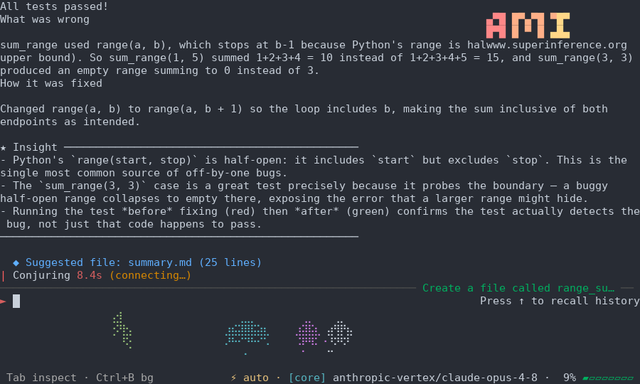 All tests passed!
What was wrong
AMI
sum_range used range(a, b), which stops at b-1 because Python's range is halwww.superinference.org
upper bound). So sum_range(1, 5) summed 1+2+3+4 = 10 instead of 1+2+3+4+5 = 15, and sum_range(3, 3)
produced an empty range summing to 0 instead of 3.
How it was fixed
Changed range(a, b) to range(a, b + 1) so the loop includes b, making the sum inclusive of both
endpoints as intended.
★ Insight
- Python's `range(start, stop)` is half-open: it includes `start` but excludes `stop`. This is the
single most common source of off-by-one bugs.
- The `sum_range(3, 3)` case is a great test precisely because it probes the boundary — a buggy
half-open range collapses to empty there, exposing the error that a larger range might hide.
- Running the test *before* fixing (red) then *after* (green) confirms the test actually detects the
bug, not just that code happens to pass.
◆ Suggested file: summary.md (25 lines)
| Conjuring 8.4s (connecting…)
Create a file called range_su…
► Press ↑ to recall history
Tab inspect · Ctrl+B bg ⚡ auto · [core] anthropic-vertex/claude-opus-4-8 · 9%